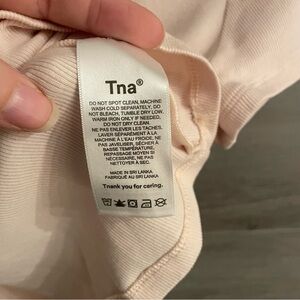 Tna®
DO NOT SPOT CLEAN, MACHINE
WASH COLD SEPARATELY, DO
NOT BLEACH, TUMBLE DRY LOW,
WARM IRON ONLY IF NEEDED,
DO NOT DRY CLEAN.
NE PAS ENLEVER LES TACHES,
LAVER SÉPARÉMENT À LA
MACHINE À L'EAU FROIDE, NE
PAS JAVELISER, SÉCHER À
BASSE TEMPÉRATURE,
REPASSAGE MOYEN SI
NÉCESSAIRE, NE PAS
NETTOYER À SEC.
MADE IN SRI LANKA
FABRIQUÉ AU SRI LANKA
Thank you for caring.